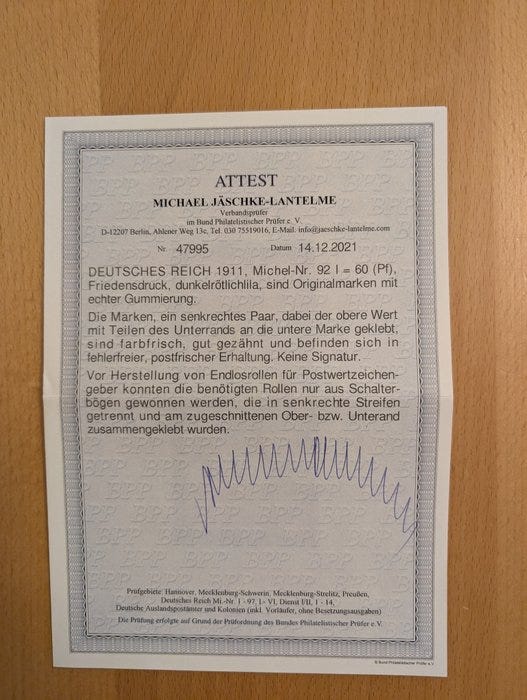 ATTEST
MICHAEL JÄSCHKE-LANTELME
Verbandsprüfer
im Bund Philatelistischer Prüfer e. V.
D-12207 Berlin, Ahlener Weg 13c, Tel. 030 75519016, E-Mail: info@jaeschke-lantelme.com
Nr. 47995 Datum 14.12.2021
DEUTSCHES REICH 1911, Michel-Nr. 92 I = 60 (Pf),
Friedensdruck, dunkelrötlichlila, sind Originalmarken mit
echter Gummierung.
Die Marken, ein senkrechtes Paar, dabei der obere Wert
mit Teilen des Unterrands an die untere Marke geklebt,
sind farbfrisch, gut gezähnt und befinden sich in
fehlerfreier, postfrischer Erhaltung. Keine Signatur.
Vor Herstellung von Endlosrollen für Postwertzeichen-
geber konnten die benötigten Rollen nur aus Schalter-
bögen gewonnen werden, die in senkrechte Streifen
getrennt und am zugeschnittenen Ober- bzw. Unterand
zusammengeklebt wurden.
Prüfgebiete: Hannover, Mecklenburg-Schwerin, Mecklenburg-Strelitz, Preußen,
Deutsches Reich Mi.-Nr. 1 - 97, I - VI, Dienst I/II, 1 - 14,
Deutsche Auslandspostämter und Kolonien (inkl. Vorläufer, ohne Besetzungsausgaben)
Die Prüfung erfolgte auf Grund der Prüfordnung des Bundes Philatelistischer Prüfer e.V.
© Bund Philatelistischer Prüfer e.V.